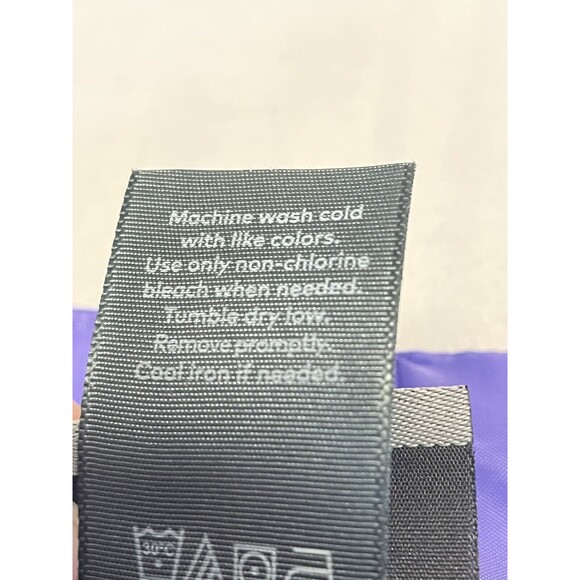 Machine wash cold
with like colors.
Use only non-chlorine
bleach when needed.
Tumble dry low.
Remove promptly.
Cool iron if needed.
30°C